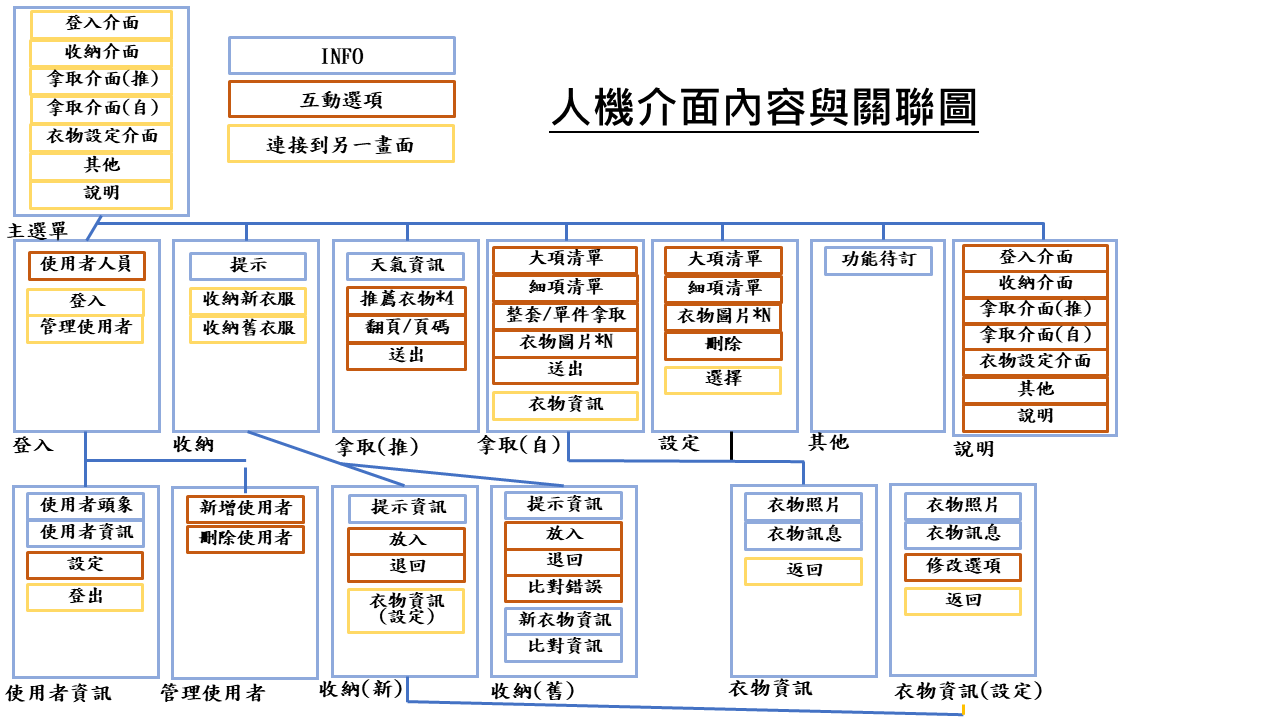 登入介面
收納介面
拿取介面(推)
拿取介面(自)
衣物設定介面
其他
說明
主選單
INFO
互動選項
連接到另一畫面
人機介面內容與關聯圖
使用者人員
登入
管理使用者
登入
提示
收納新衣服
收納舊衣服
收納
天氣資訊
推薦衣物*4
翻頁/頁碼
送出
拿取(推)
大項清單
細項清單
整套/單件拿取
衣物圖片*N
送出
衣物資訊
拿取(自)
大項清單
細項清單
衣物圖片*N
刪除
選擇
設定
功能待訂
其他
登入介面
收納介面
拿取介面(推)
拿取介面(自)
衣物設定介面
其他
說明
說明
使用者頭象
使用者資訊
設定
登出
使用者資訊
新增使用者
刪除使用者
管理使用者
提示資訊
放入
退回
衣物資訊
(設定)
收納(新)
提示資訊
放入
退回
比對錯誤
新衣物資訊
比對資訊
收納(舊)
衣物照片
衣物訊息
返回
衣物資訊
衣物照片
衣物訊息
修改選項
返回
衣物資訊(設定)